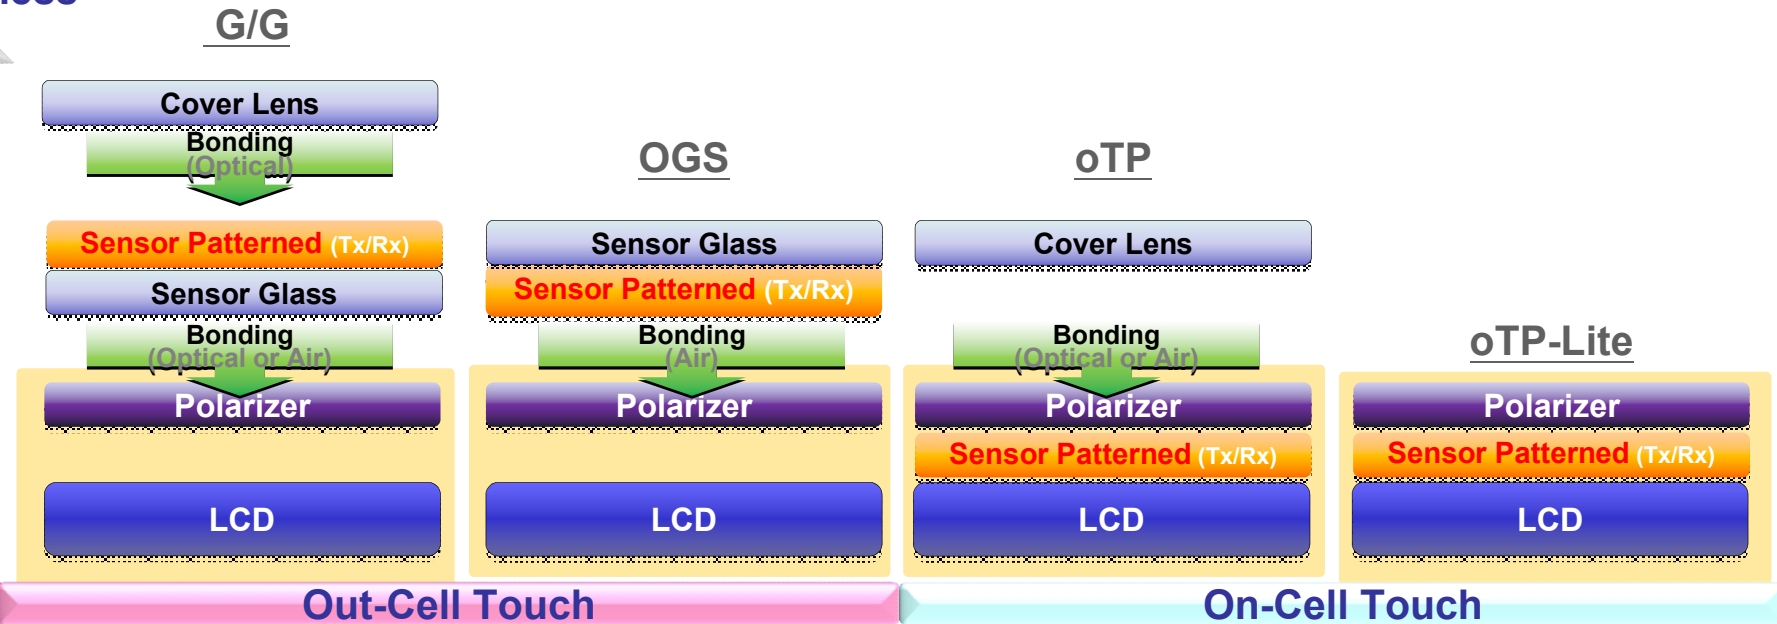 G/G
Cover Lens
Bonding
(Optical)
Sensor Patterned (Tx/Rx)
Sensor Glass
Bonding
(Optical or Air)
Polarizer
LCD
OGS
Sensor Glass
Sensor Patterned (Tx/Rx)
Bonding
(Air)
Polarizer
LCD
Out-Cell Touch
oTP
Cover Lens
Bonding
(Optical or Air)
Polarizer
Sensor Patterned (Tx/Rx)
LCD
oTP-Lite
Polarizer
Sensor Patterned (Tx/Rx)
LCD
On-Cell Touch